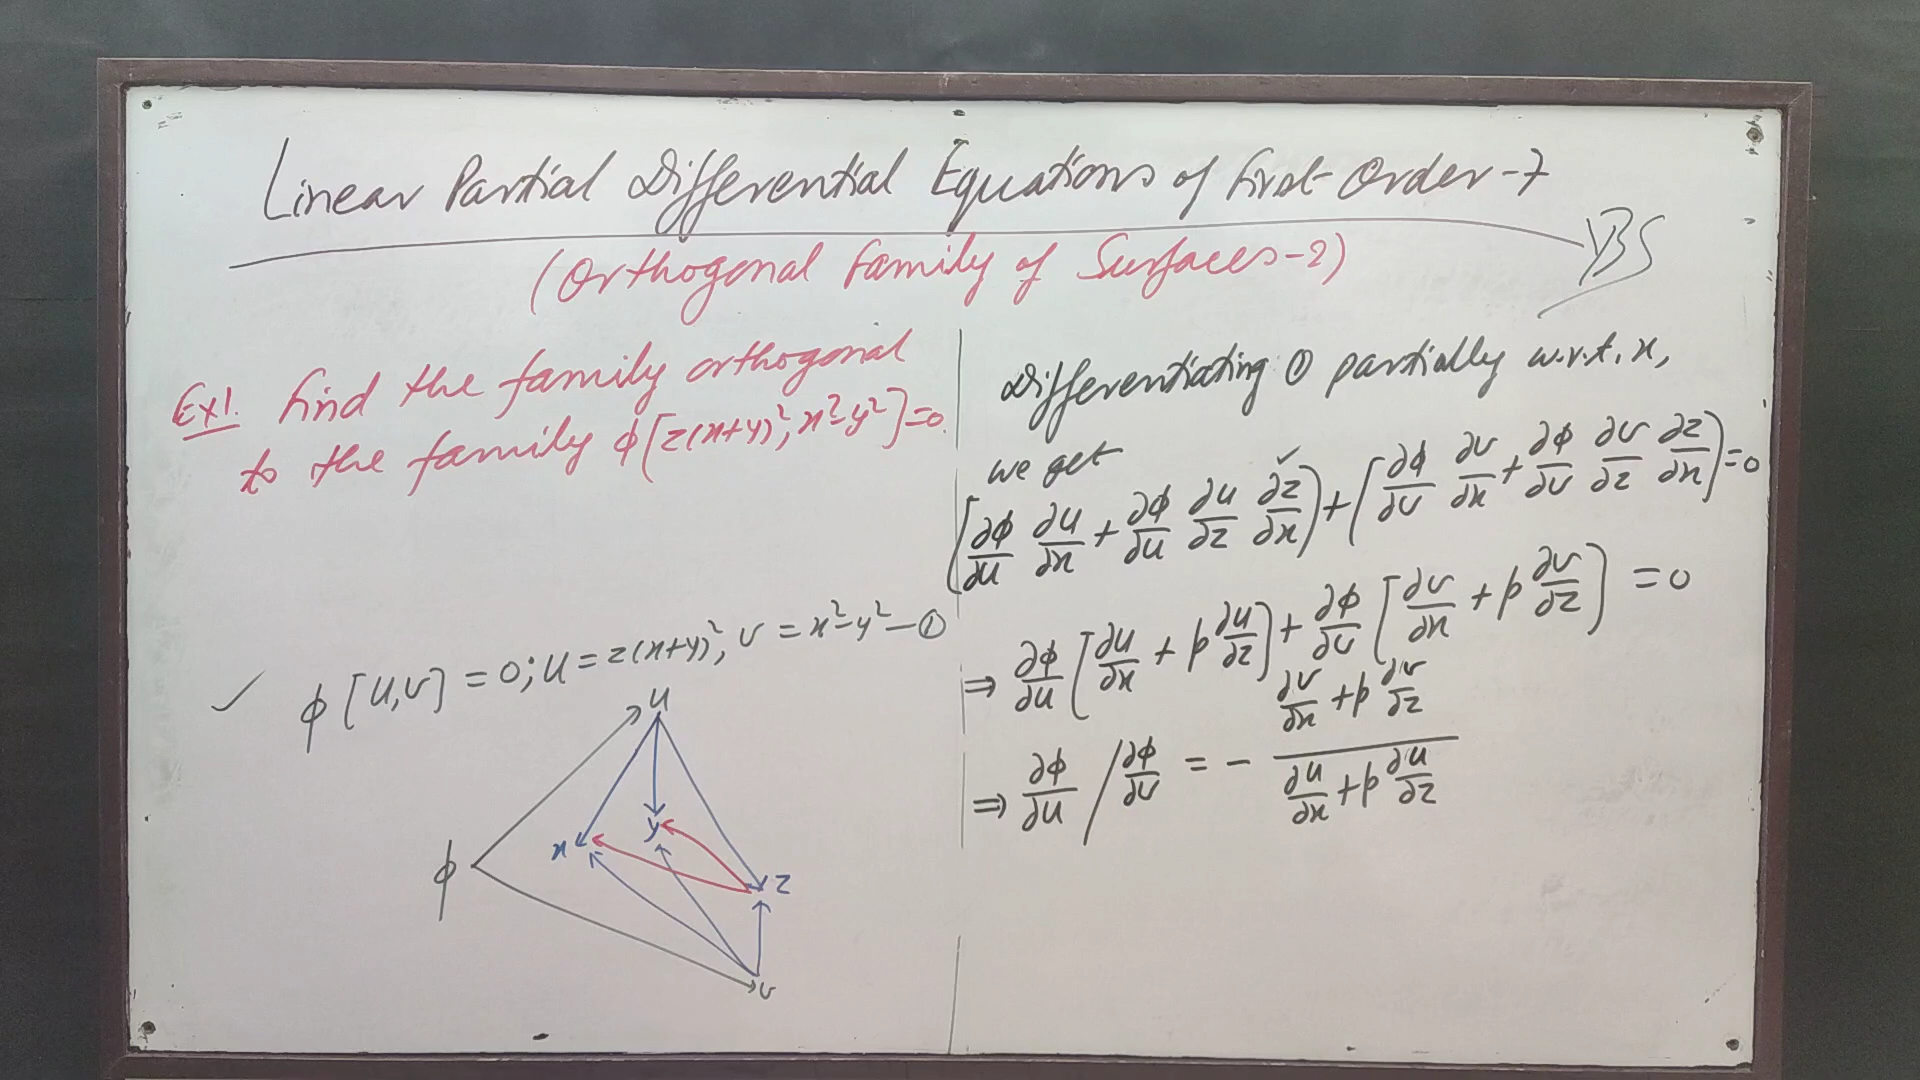 Linear Partial Differential Equations of First Order-7
(Orthogonal Family of Surfaces-2)
YBS
Ex1. Find the family orthogonal
to the family ϕ[z(x+y)², x²-y²]=0.
✓ ϕ[u,v] = 0; u = z(x+y)², v = x²-y² — ①
u
x
y
z
ϕ
v
Differentiating ① partially w.r.t. x,
we get
[∂ϕ/∂u ∂u/∂x + ∂ϕ/∂u ∂u/∂z ∂z/∂x] + [∂ϕ/∂v ∂v/∂x + ∂ϕ/∂v ∂v/∂z ∂z/∂x] = 0
⇒ ∂ϕ/∂u [∂u/∂x + p ∂u/∂z] + ∂ϕ/∂v [∂v/∂x + p ∂v/∂z] = 0
⇒ ∂ϕ/∂u / ∂ϕ/∂v = - (∂v/∂x + p ∂v/∂z) / (∂u/∂x + p ∂u/∂z)